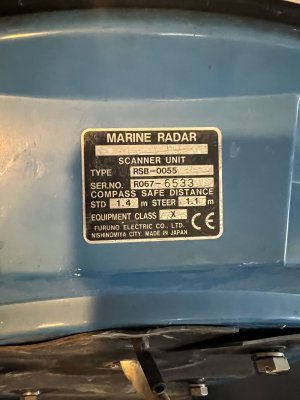 MARINE RADAR
SCANNER UNIT
TYPE RSB-0055
SER.NO. R067-6533
COMPASS SAFE DISTANCE
STD 1.4 m STEER 1.1 m
EQUIPMENT CLASS X
FURUNO ELECTRIC CO., LTD.
NISHINOMIYA CITY, MADE IN JAPAN
CE